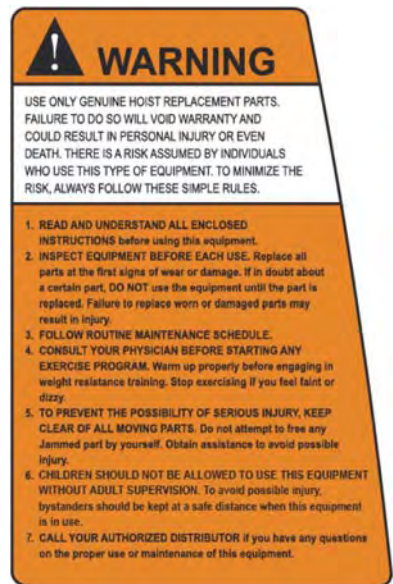 WARNING
USE ONLY GENUINE HOIST REPLACEMENT PARTS.
FAILURE TO DO SO WILL VOID WARRANTY AND
COULD RESULT IN PERSONAL INJURY OR EVEN
DEATH. THERE IS A RISK ASSUMED BY INDIVIDUALS
WHO USE THIS TYPE OF EQUIPMENT. TO MINIMIZE THE
RISK, ALWAYS FOLLOW THESE SIMPLE RULES.
1. READ AND UNDERSTAND ALL ENCLOSED
INSTRUCTIONS before using this equipment.
2. INSPECT EQUIPMENT BEFORE EACH USE. Replace all
parts at the first signs of wear or damage. If in doubt about
a certain part, DO NOT use the equipment until the part is
replaced. Failure to replace worn or damaged parts may
result in injury.
3. FOLLOW ROUTINE MAINTENANCE SCHEDULE.
4. CONSULT YOUR PHYSICIAN BEFORE STARTING ANY
EXERCISE PROGRAM. Warm up properly before engaging in
weight resistance training. Stop exercising if you feel faint or
dizzy.
5. TO PREVENT THE POSSIBILITY OF SERIOUS INJURY, KEEP
CLEAR OF ALL MOVING PARTS. Do not attempt to free any
Jammed part by yourself. Obtain assistance to avoid possible
injury.
6. CHILDREN SHOULD NOT BE ALLOWED TO USE THIS EQUIPMENT
WITHOUT ADULT SUPERVISION. To avoid possible injury,
bystanders should be kept at a safe distance when this equipment
is in use.
7. CALL YOUR AUTHORIZED DISTRIBUTOR if you have any questions
on the proper use or maintenance of this equipment.